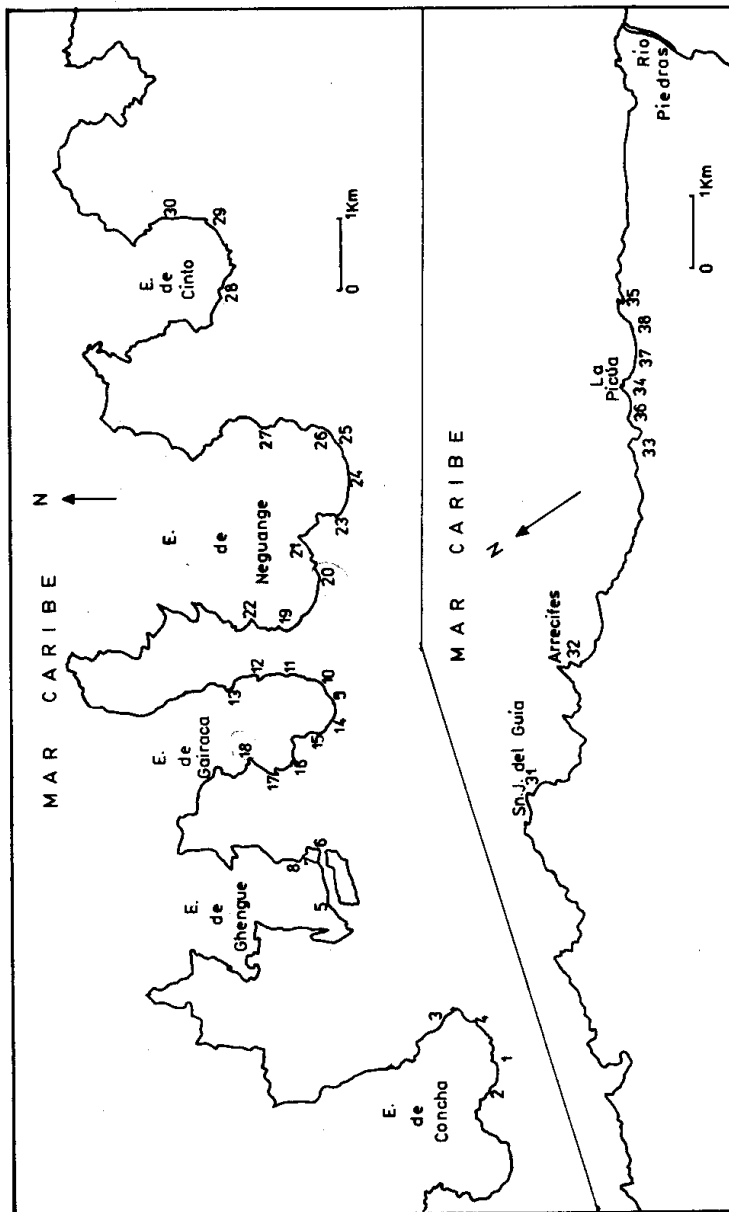 MAR CARIBE
N
E.
de
Concha
1
2
3
4
E.
de
Ghengue
5
6
7
8
E.
de
Gairaca
9
10
11
12
13
14
15
16
17
18
E.
de
Neguange
19
20
21
22
23
24
25
26
27
E.
de
Cinto
28
29
30
0 1Km
MAR CARIBE
N
Sn.J. del Guía
31
Arrecifes
32
La
Picúa
33
36
34
37
38
35
Río
Piedras
0 1Km